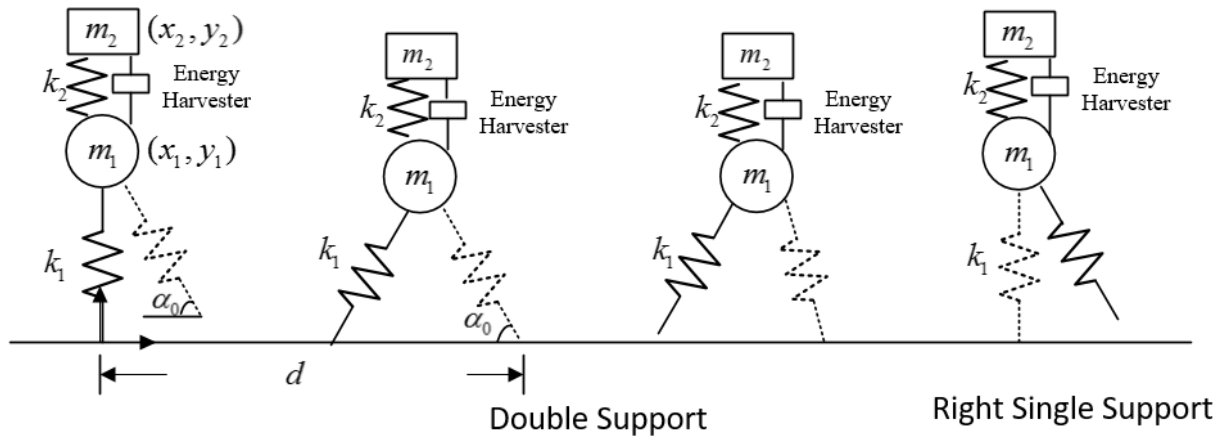 m₂ (x₂, y₂)
k₂ Energy
Harvester
m₁ (x₁, y₁)
k₁
α₀
m₂
k₂ Energy
Harvester
m₁
k₁
α₀
m₂
k₂ Energy
Harvester
m₁
k₁
m₂
k₂ Energy
Harvester
m₁
k₁
d
Double Support
Right Single Support